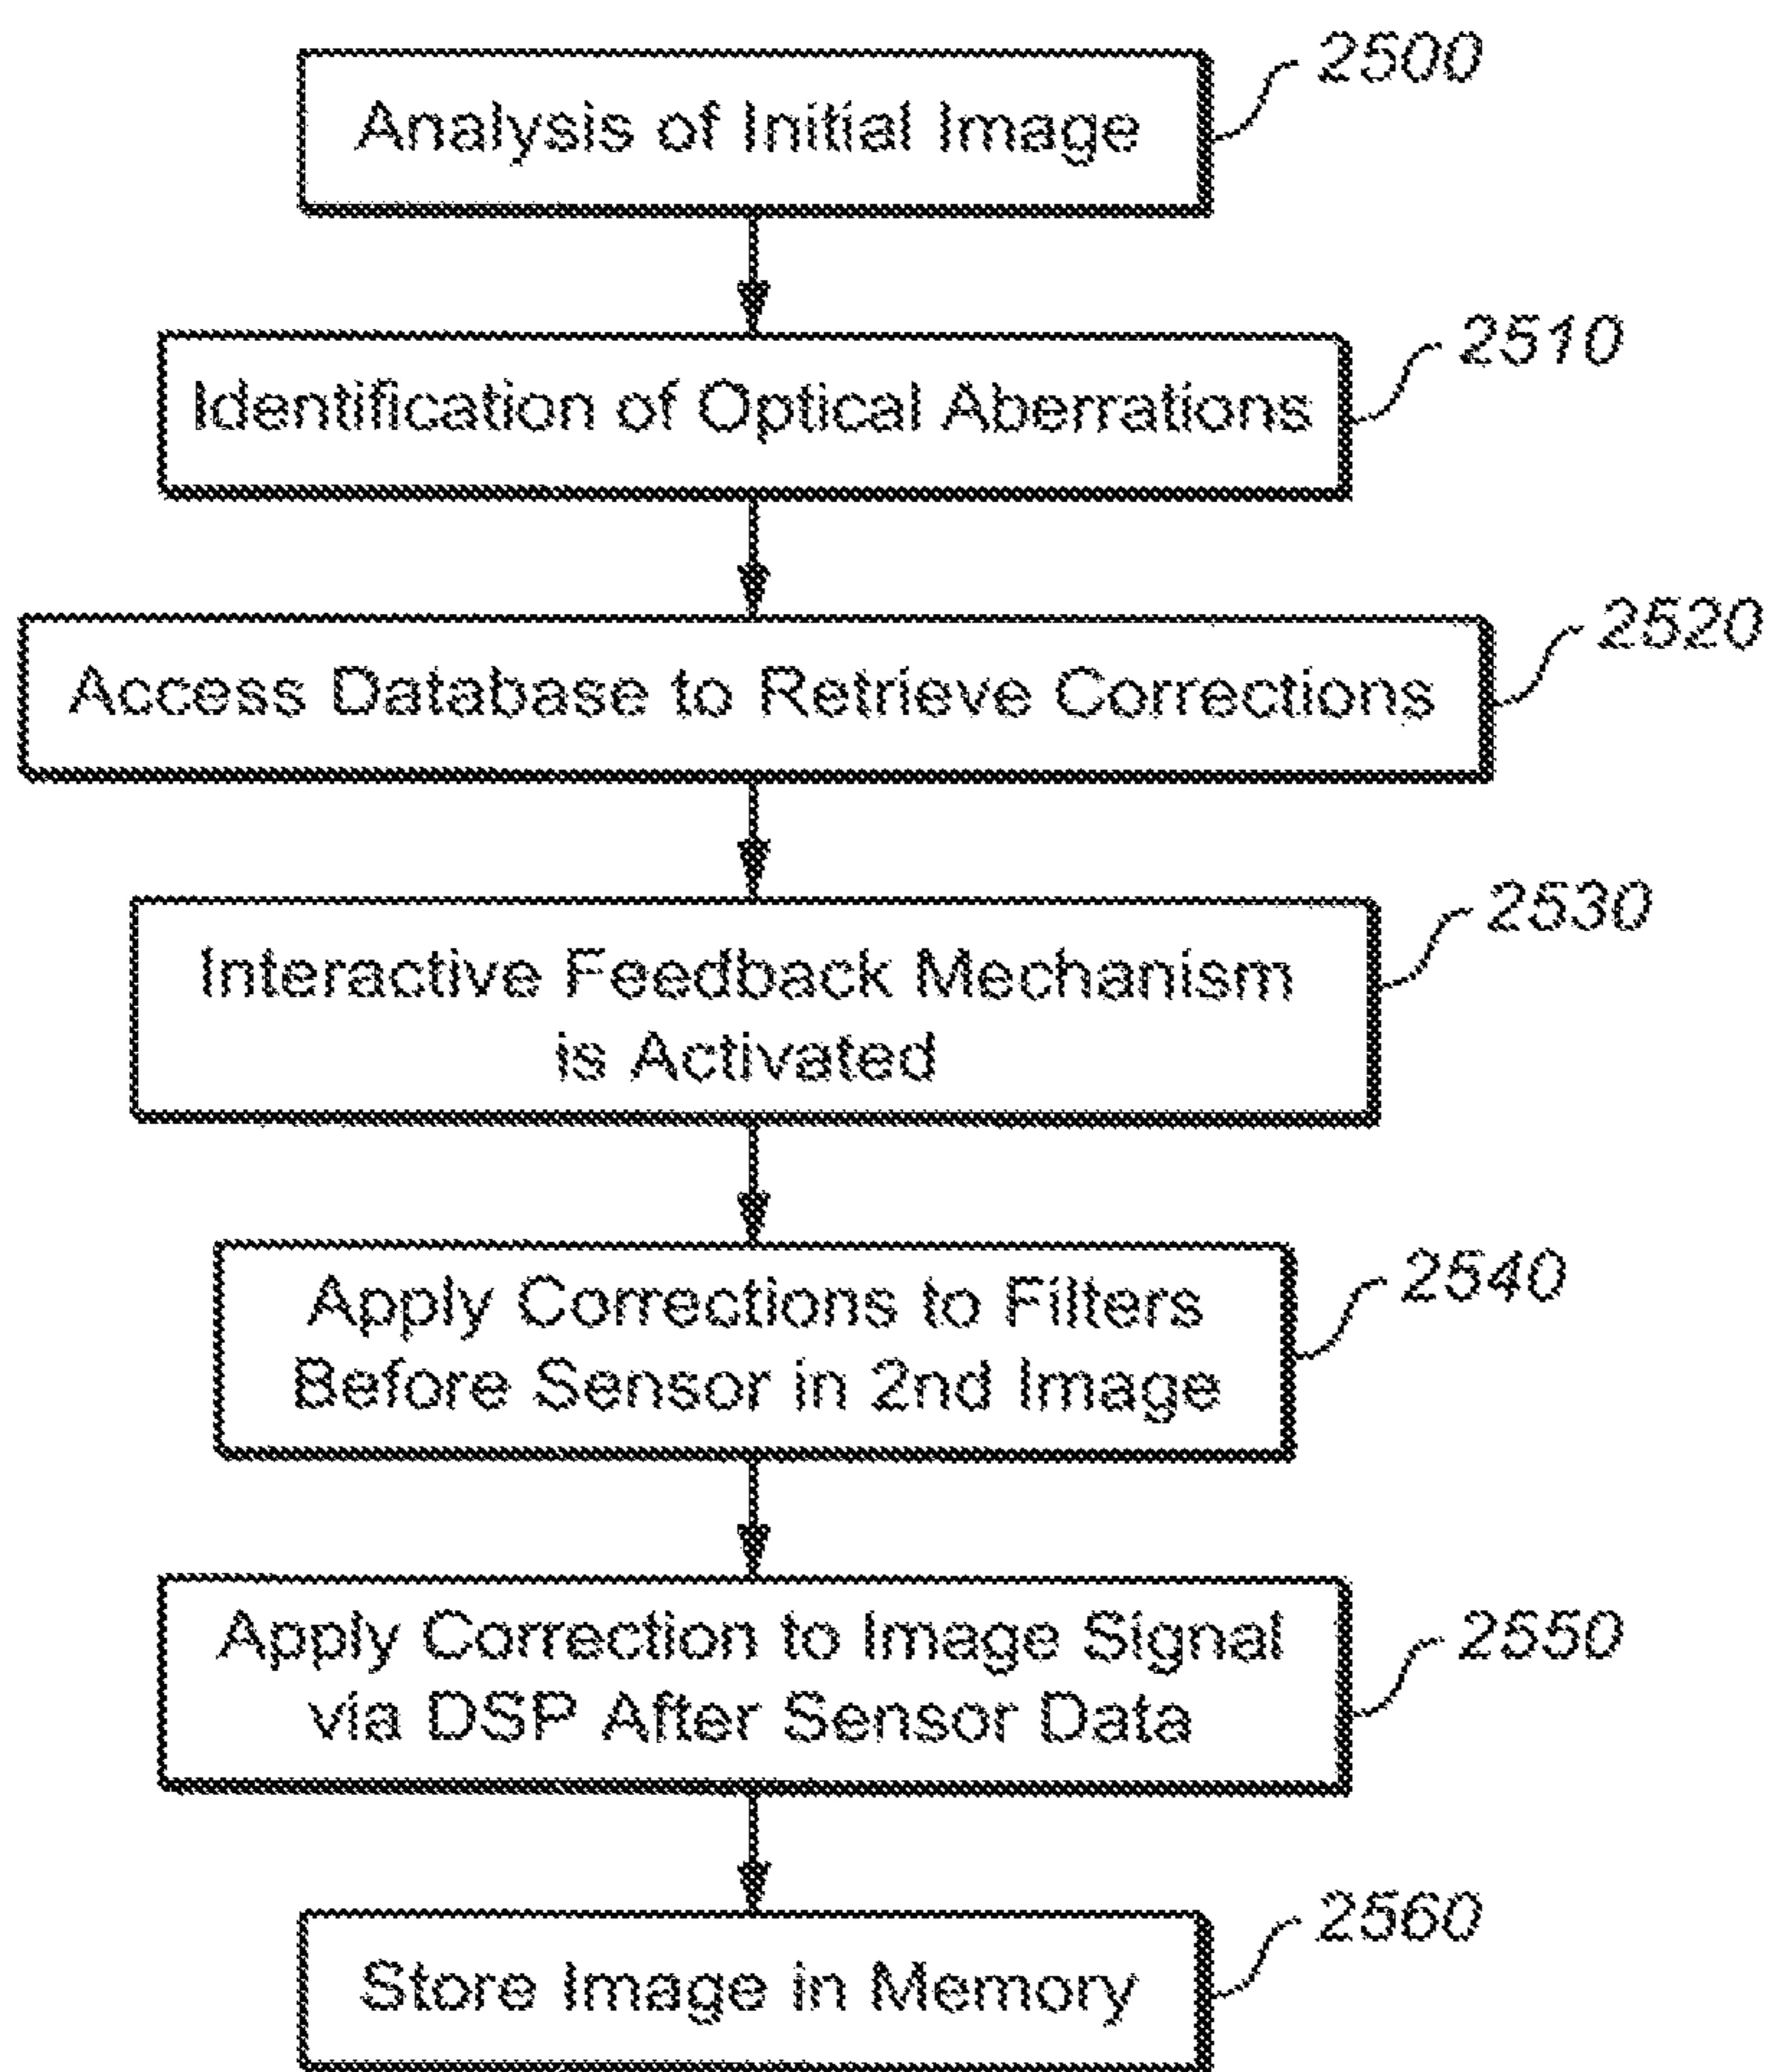 2500
Analysis of Initial Image
2510
Identification of Optical Aberrations
2520
Access Database to Retrieve Corrections
2530
Interactive Feedback Mechanism
is Activated
2540
Apply Corrections to Filters
Before Sensor in 2nd Image
2550
Apply Correction to Image Signal
via DSP After Sensor Data
2560
Store Image in Memory